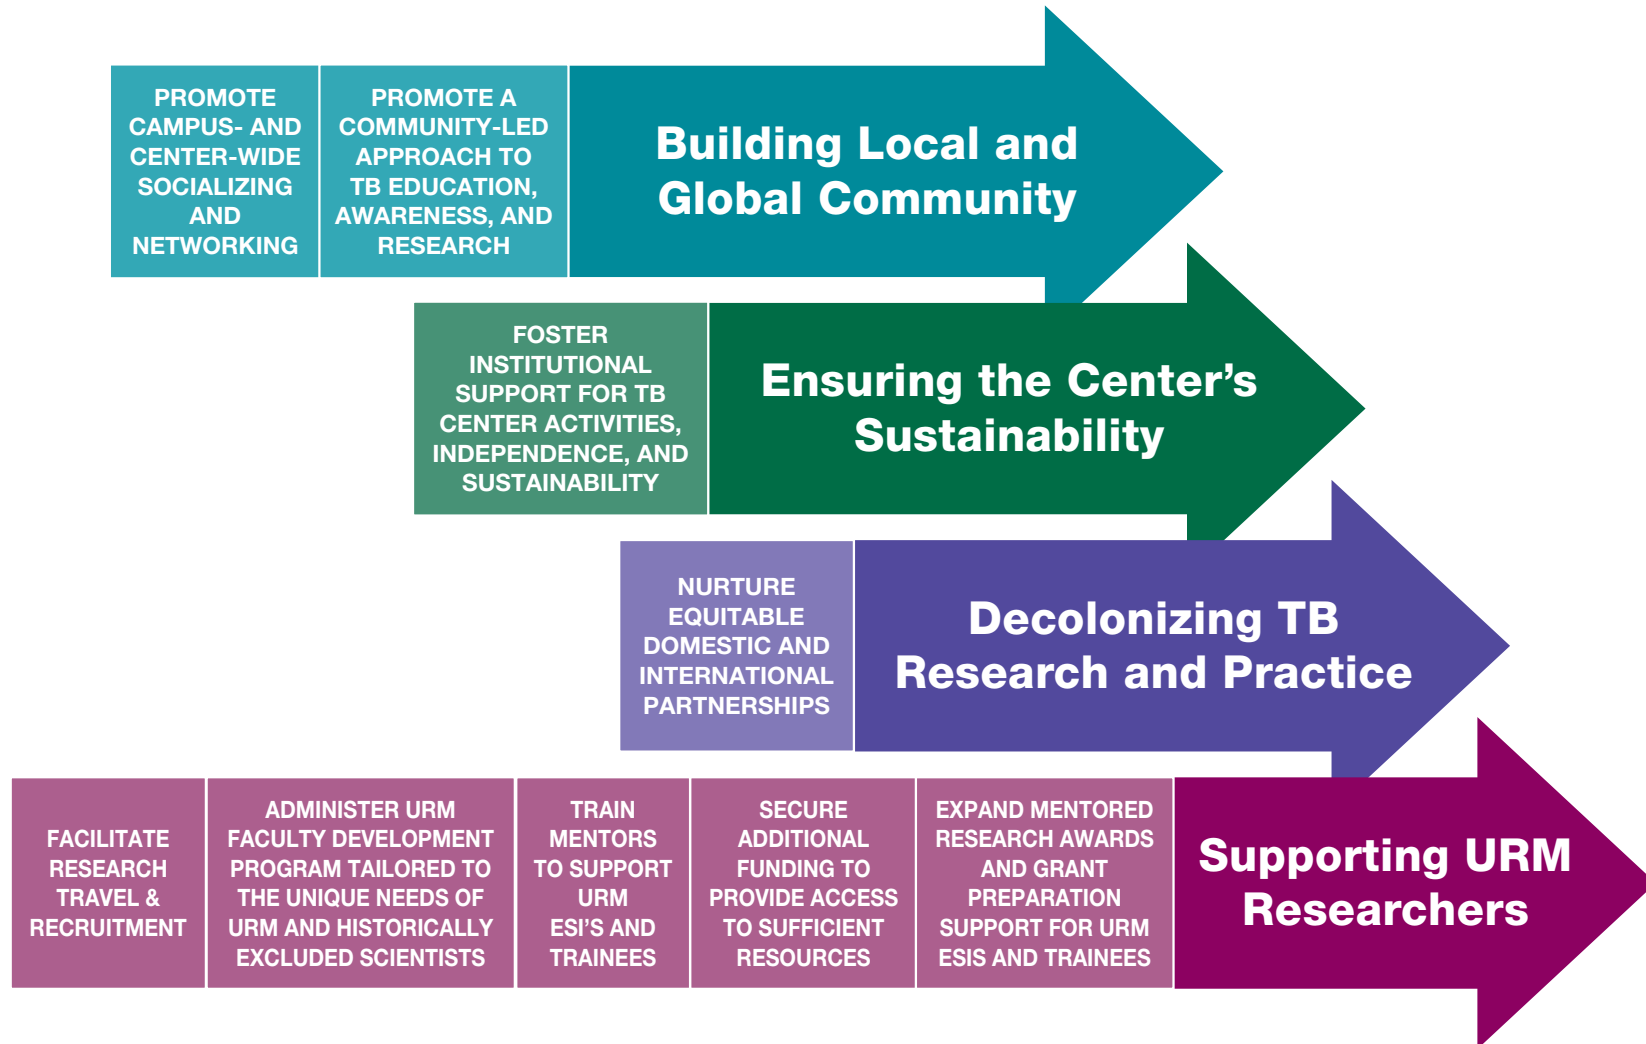 PROMOTE
CAMPUS- AND
CENTER-WIDE
SOCIALIZING
AND
NETWORKING
PROMOTE A
COMMUNITY-LED
APPROACH TO
TB EDUCATION,
AWARENESS, AND
RESEARCH
Building Local and
Global Community
FOSTER
INSTITUTIONAL
SUPPORT FOR TB
CENTER ACTIVITIES,
INDEPENDENCE, AND
SUSTAINABILITY
Ensuring the Center’s
Sustainability
NURTURE
EQUITABLE
DOMESTIC AND
INTERNATIONAL
PARTNERSHIPS
Decolonizing TB
Research and Practice
FACILITATE
RESEARCH
TRAVEL &
RECRUITMENT
ADMINISTER URM
FACULTY DEVELOPMENT
PROGRAM TAILORED TO
THE UNIQUE NEEDS OF
URM AND HISTORICALLY
EXCLUDED SCIENTISTS
TRAIN
MENTORS
TO SUPPORT
URM
ESI’S AND
TRAINEES
SECURE
ADDITIONAL
FUNDING TO
PROVIDE ACCESS
TO SUFFICIENT
RESOURCES
EXPAND MENTORED
RESEARCH AWARDS
AND GRANT
PREPARATION
SUPPORT FOR URM
ESIS AND TRAINEES
Supporting URM
Researchers